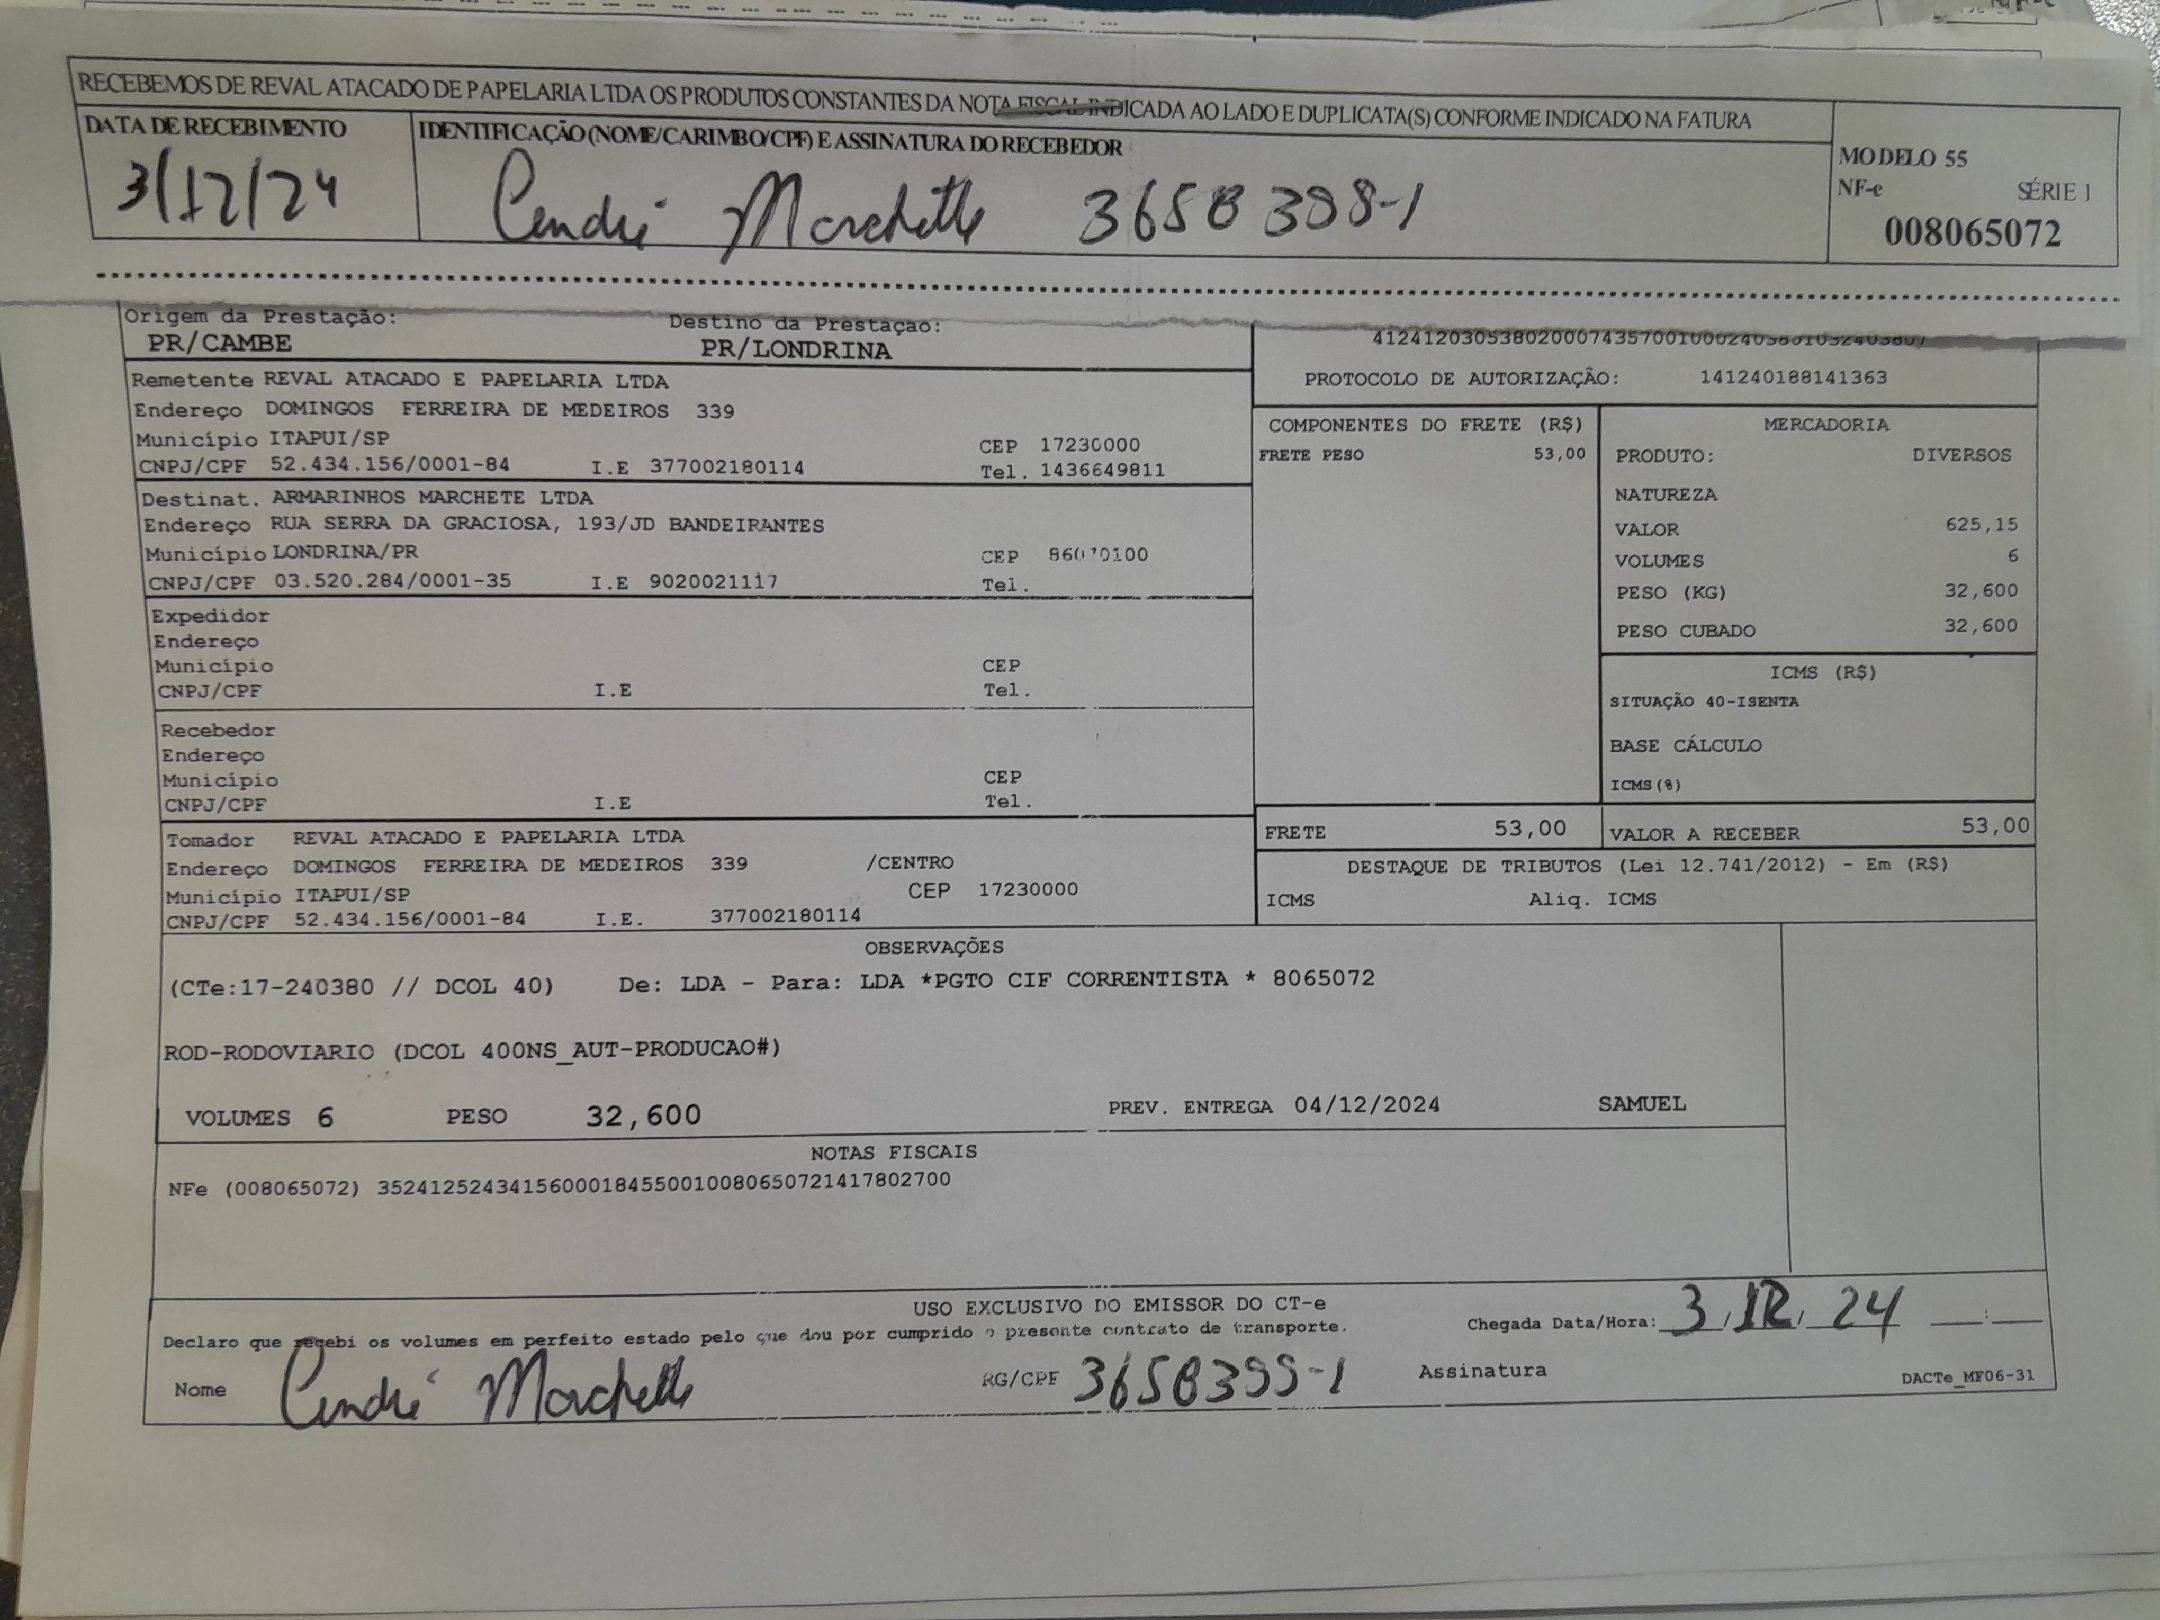 RECEBEMOS DE REVAL ATACADO DE PAPELARIA LTDA OS PRODUTOS CONSTANTES DA NOTA FISCAL INDICADA AO LADO E DUPLICATA(S) CONFORME INDICADO NA FATURA
DATA DE RECEBIMENTO
IDENTIFICAÇÃO (NOME/CARIMBO/CPF) E ASSINATURA DO RECEBEDOR
3/12/24
MODELO 55
NF-e SÉRIE 1
008065072
Origem da Prestação: Destino da Prestação:
PR/CAMBE PR/LONDRINA
PROTOCOLO DE AUTORIZAÇÃO: 141240188141363
Remetente REVAL ATACADO E PAPELARIA LTDA
Endereço DOMINGOS FERREIRA DE MEDEIROS 339
Município ITAPUI/SP CEP 17230000
CNPJ/CPF 52.434.156/0001-84 I.E 377002180114 Tel. 1436649811
Destinat. ARMARINHOS MARCHETE LTDA
Endereço RUA SERRA DA GRACIOSA, 193/JD BANDEIRANTES
Município LONDRINA/PR CEP
CNPJ/CPF 03.520.284/0001-35 I.E 9020021117 Tel.
Expedidor
Endereço
Município CEP
CNPJ/CPF I.E Tel.
Recebedor
Endereço
Município CEP
CNPJ/CPF I.E Tel.
Tomador REVAL ATACADO E PAPELARIA LTDA
Endereço DOMINGOS FERREIRA DE MEDEIROS 339 /CENTRO
Município ITAPUI/SP CEP 17230000
CNPJ/CPF 52.434.156/0001-84 I.E. 377002180114
COMPONENTES DO FRETE (R$)
FRETE PESO 53,00
MERCADORIA
PRODUTO: DIVERSOS
NATUREZA
VALOR 625,15
VOLUMES 6
PESO (KG) 32,600
PESO CUBADO 32,600
ICMS (R$)
SITUAÇÃO 40-ISENTA
BASE CÁLCULO
ICMS(%)
FRETE 53,00 VALOR A RECEBER 53,00
DESTAQUE DE TRIBUTOS (Lei 12.741/2012) - Em (R$)
ICMS Aliq. ICMS
OBSERVAÇÕES
(CTe:17-240380 // DCOL 40) De: LDA - Para: LDA *PGTO CIF CORRENTISTA * 8065072
ROD-RODOVIARIO (DCOL 400NS_AUT-PRODUCAO#)
VOLUMES 6 PESO 32,600 PREV. ENTREGA 04/12/2024 SAMUEL
NOTAS FISCAIS
NFe (008065072) 35241252434156000184550010080650721417802700
USO EXCLUSIVO DO EMISSOR DO CT-e
Declaro que recebi os volumes em perfeito estado pelo que dou por cumprido o presente contrato de transporte.
Chegada Data/Hora: 3/12/24 __:__
Nome RG/CPF Assinatura
DACTe_MF06-31